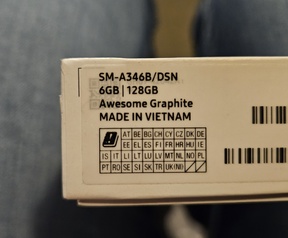 SM-A346B/DSN
6GB | 128GB
Awesome Graphite
MADE IN VIETNAM
AT BE BG CH CY CZ DK DE
EE ES FI FR HR HU IE
IS IT LI LT LU LV MT NL NO PL
PT RO SE SI SK TR UK(NI)